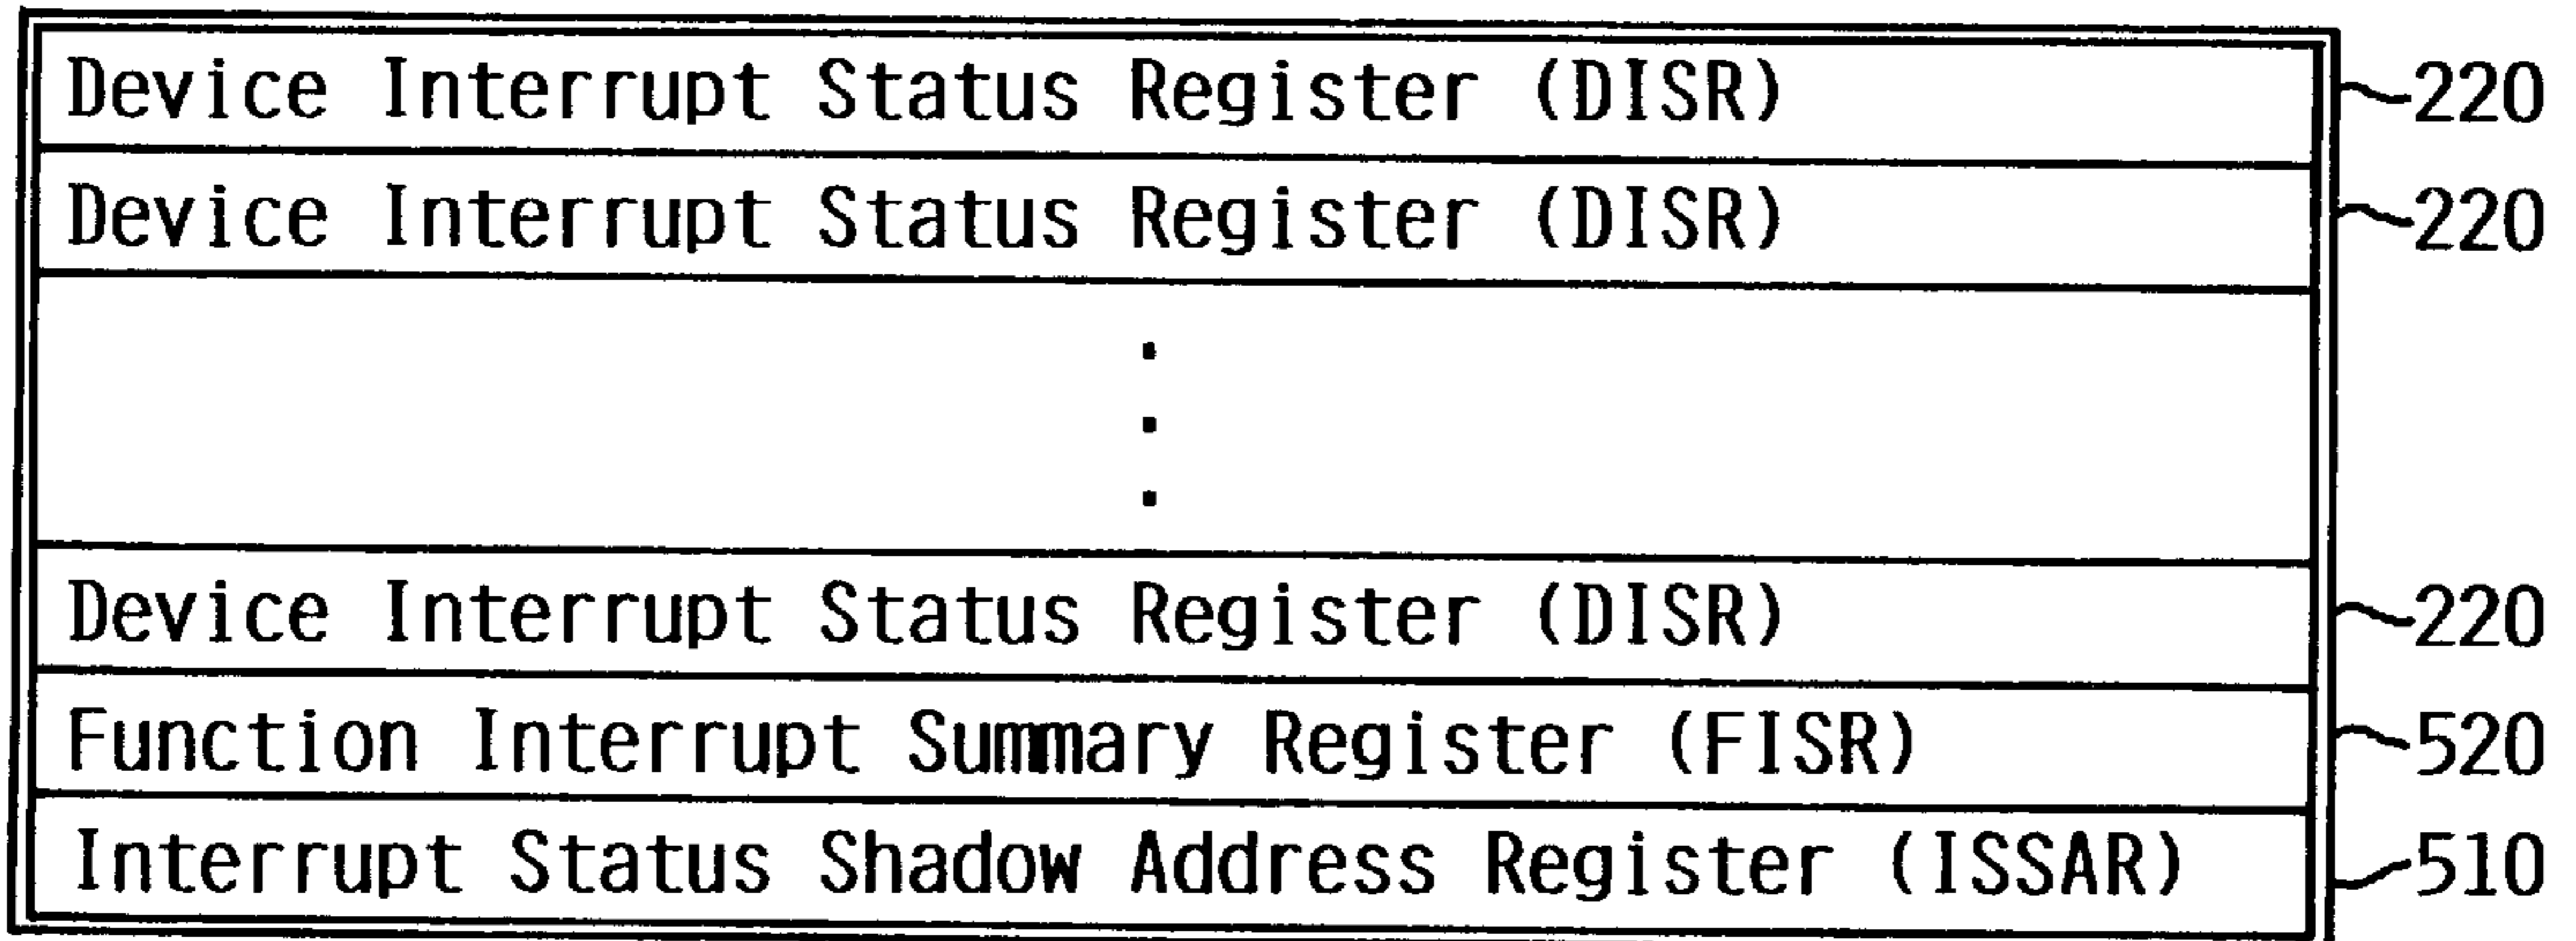 Device Interrupt Status Register (DISR) 220
Device Interrupt Status Register (DISR) 220
.
.
.
Device Interrupt Status Register (DISR) 220
Function Interrupt Summary Register (FISR) 520
Interrupt Status Shadow Address Register (ISSAR) 510